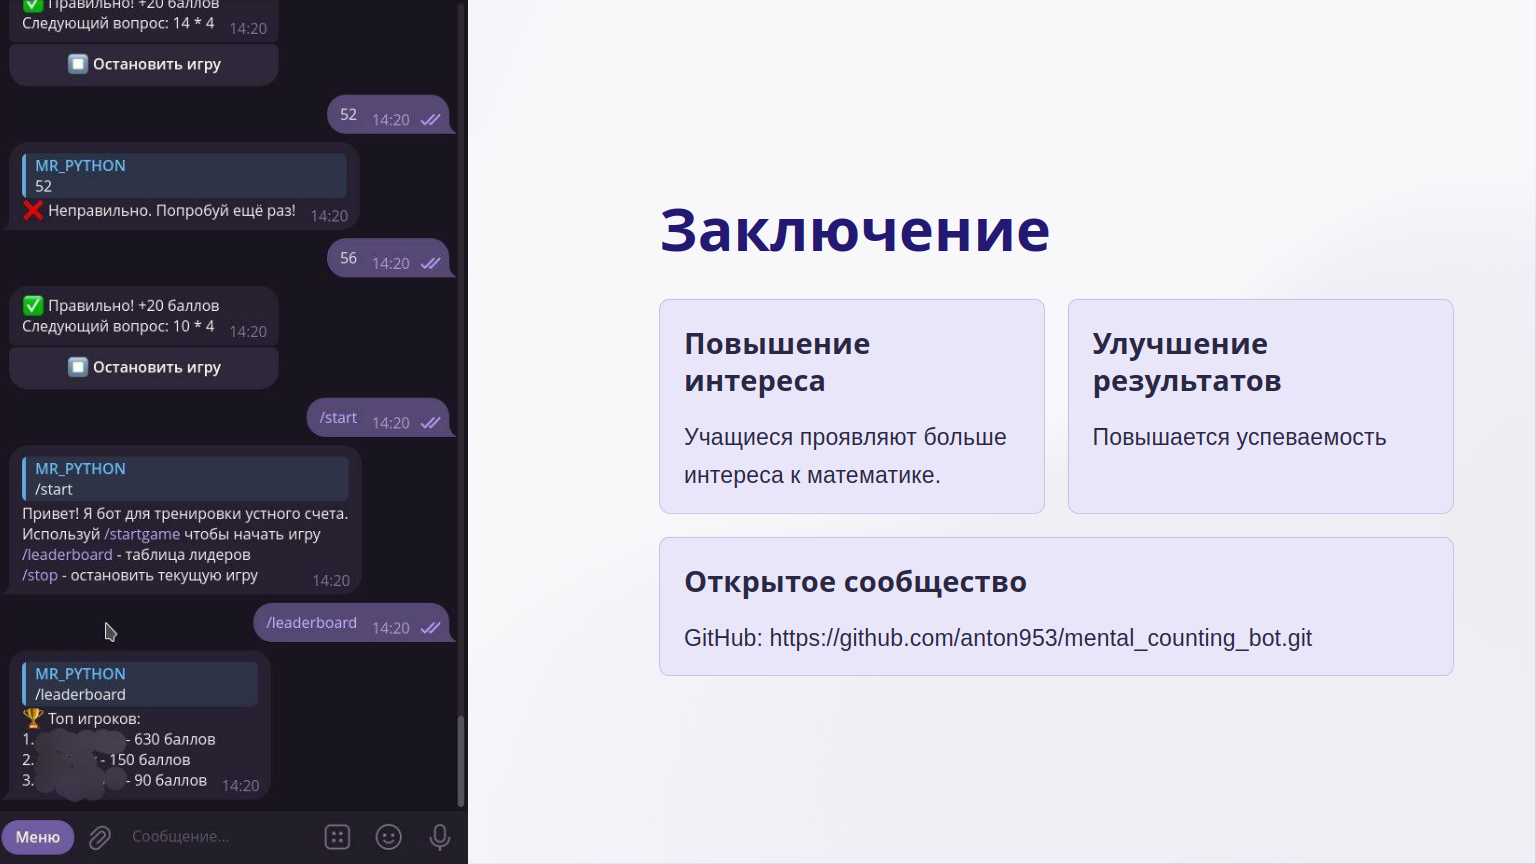 Правильно! +20 баллов
Следующий вопрос: 14 * 4
14:20
Остановить игру
52
14:20
MR_PYTHON
52
Неправильно. Попробуй ещё раз!
14:20
56
14:20
Правильно! +20 баллов
Следующий вопрос: 10 * 4
14:20
Остановить игру
/start
14:20
MR_PYTHON
/start
Привет! Я бот для тренировки устного счета.
Используй /startgame чтобы начать игру
/leaderboard - таблица лидеров
/stop - остановить текущую игру
14:20
/leaderboard
14:20
MR_PYTHON
/leaderboard
Топ игроков:
1. - 630 баллов
2. - 150 баллов
3. - 90 баллов
14:20
Меню
Сообщение...
Заключение
Повышение
интереса
Учащиеся проявляют больше
интереса к математике.
Улучшение
результатов
Повышается успеваемость
Открытое сообщество
GitHub: https://github.com/anton953/mental_counting_bot.git